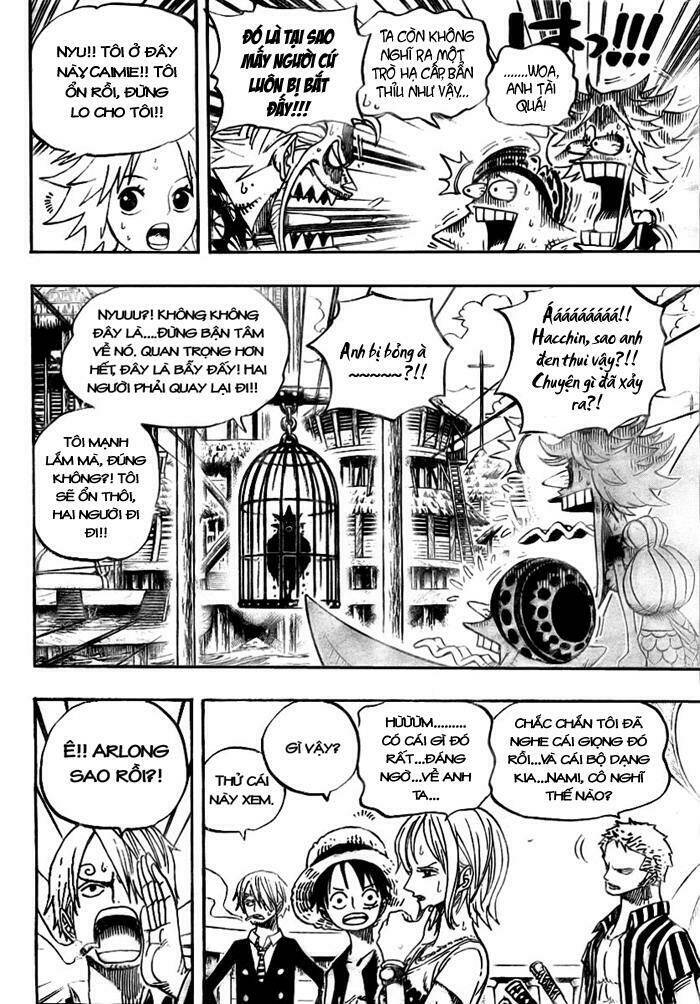 はっ!!!
.......WOA,
ANH TÀI
QUÁ!
TA CÒN KHÔNG
NGHĨ RA MỘT
TRÒ HẠ CẤP, BẨN
THỈU NHƯ VẬY...
ĐÓ LÀ TẠI SAO
MẤY NGƯỜI CỨ
LUÔN BỊ BẮT
ĐẤY!!!
NYU!! TÔI Ở ĐÂY
NÀY CAIMIE!! TÔI
ỔN RỒI, ĐỪNG
LO CHO TÔI!!
Áááááááááá!!
Hacchin, sao anh
đen thui vậy?!!
Chuyện gì đã xảy
ra?!
Anh bị bỏng à
~~~~~?!!
NYUUU?! KHÔNG KHÔNG
ĐÂY LÀ....ĐỪNG BẬN TÂM
VỀ NÓ. QUAN TRỌNG HƠN
HẾT, ĐÂY LÀ BẪY ĐẤY! HAI
NGƯỜI PHẢI QUAY LẠI ĐI!!
TÔI MẠNH
LẮM MÀ, ĐÚNG
KHÔNG?! TÔI
SẼ ỔN THÔI,
HAI NGƯỜI ĐI
ĐI!!
CHẮC CHẮN TÔI ĐÃ
NGHE CÁI GIỌNG ĐÓ
RỒI...VÀ CÁI BỘ DẠNG
KIA...NAMI, CÔ NGHĨ
THẾ NÀO?
HỪỪỪM.........
CÓ CÁI GÌ ĐÓ
RẤT...ĐÁNG
NGỜ...VỀ ANH
TA...
GÌ VẬY?
THỬ CÁI
NÀY XEM.
Ê!! ARLONG
SAO RỒI?!